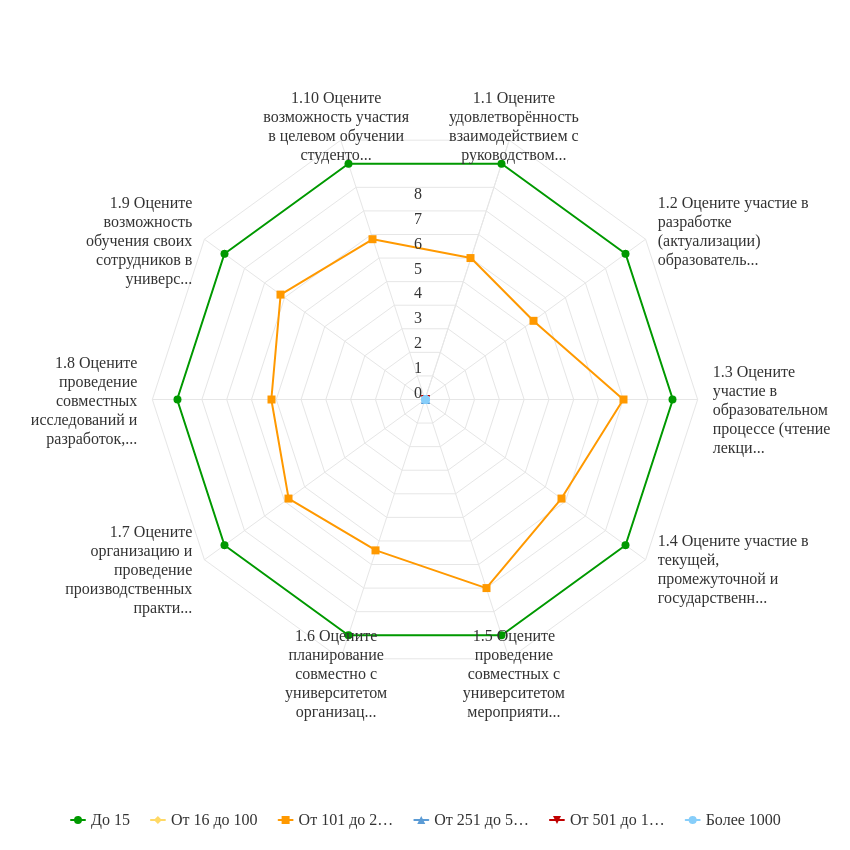 1.10 Оцените
возможность участия
в целевом обучении
студенто...
1.1 Оцените
удовлетворённость
взаимодействием с
руководством...
1.9 Оцените
возможность
обучения своих
сотрудников в
универс...
1.2 Оцените участие в
разработке
(актуализации)
образователь...
8
7
6
5
4
3
2
1
0
1.8 Оцените
проведение
совместных
исследований и
разработок,...
1.3 Оцените
участие в
образовательном
процессе (чтение
лекци...
1.7 Оцените
организацию и
проведение
производственных
практи...
1.4 Оцените участие в
текущей,
промежуточной и
государственн...
1.6 Оцените
планирование
совместно с
университетом
организац...
1.5 Оцените
проведение
совместных с
университетом
мероприяти...
До 15 От 16 до 100 От 101 до 2… От 251 до 5… От 501 до 1… Более 1000